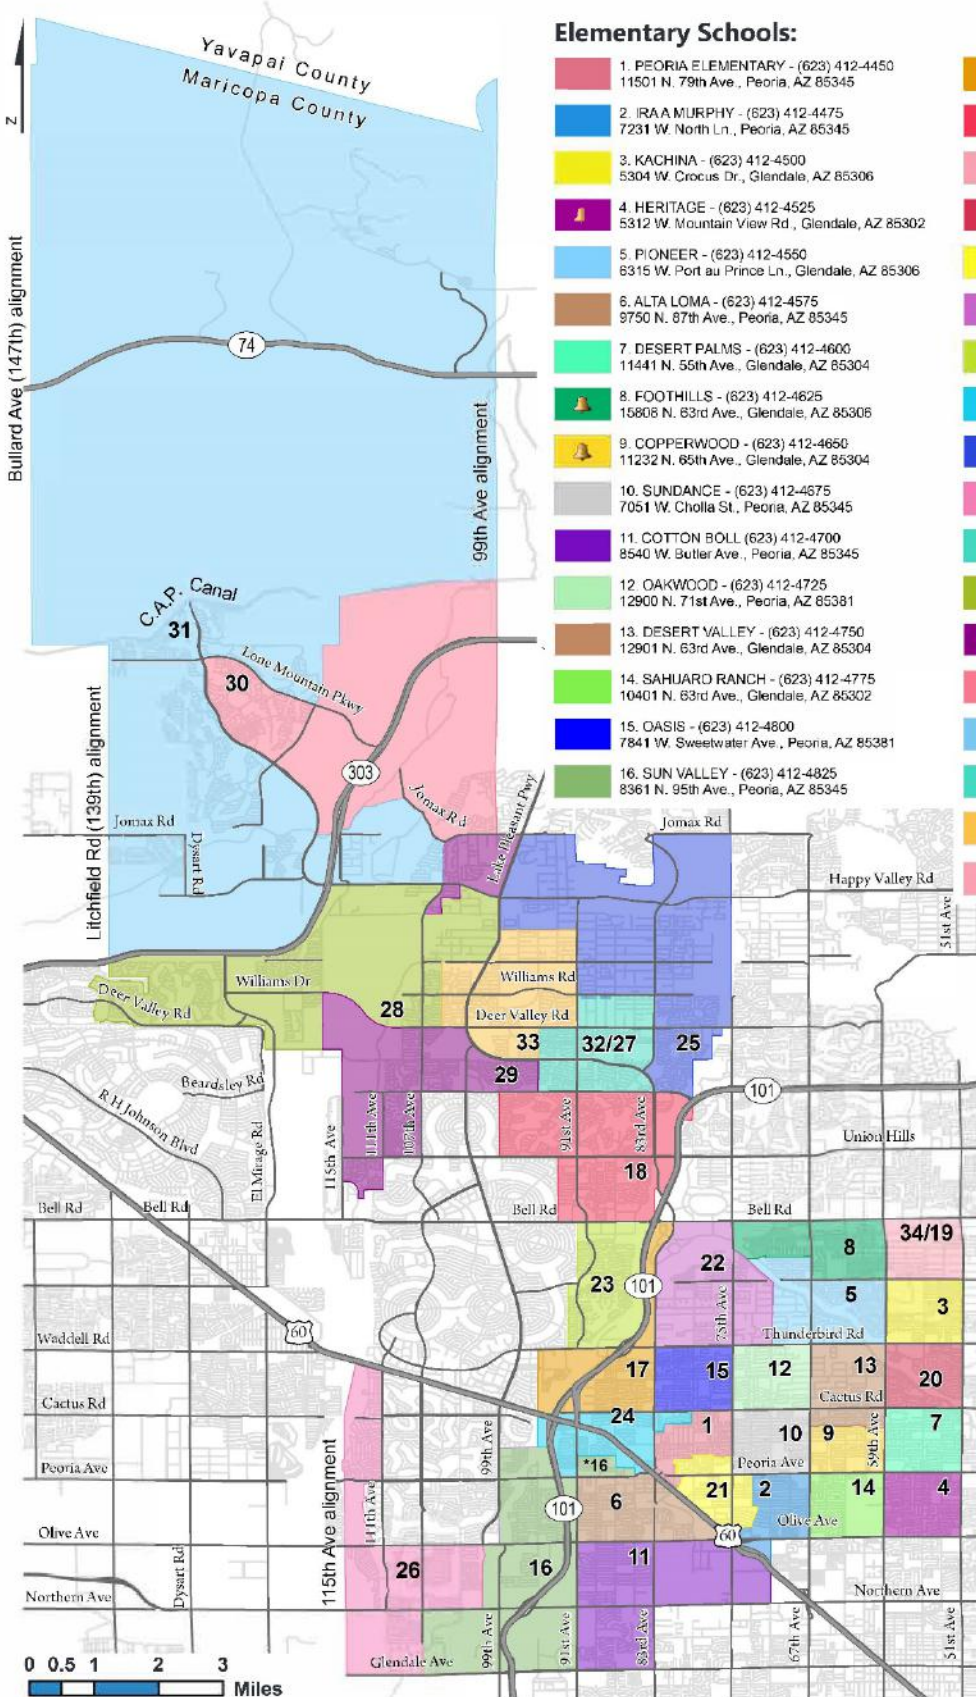 Elementary Schools:
1. PEORIA ELEMENTARY - (623) 412-4450
11501 N. 79th Ave., Peoria, AZ 85345
2. IRA A MURPHY - (623) 412-4475
7231 W. North Ln., Peoria, AZ 85345
3. KACHINA - (623) 412-4500
5304 W. Crocus Dr., Glendale, AZ 85306
4. HERITAGE - (623) 412-4525
5312 W. Mountain View Rd., Glendale, AZ 85302
5. PIONEER - (623) 412-4550
6315 W. Port au Prince Ln., Glendale, AZ 85306
6. ALTA LOMA - (623) 412-4575
9750 N. 87th Ave., Peoria, AZ 85345
7. DESERT PALMS - (623) 412-4600
11441 N. 55th Ave., Glendale, AZ 85304
8. FOOTHILLS - (623) 412-4625
15808 N. 63rd Ave., Glendale, AZ 85306
9. COPPERWOOD - (623) 412-4650
11232 N. 65th Ave., Glendale, AZ 85304
10. SUNDANCE - (623) 412-4675
7051 W. Cholla St., Peoria, AZ 85345
11. COTTON BOLL (623) 412-4700
8540 W. Butler Ave., Peoria, AZ 85345
12. OAKWOOD - (623) 412-4725
12900 N. 71st Ave., Peoria, AZ 85381
13. DESERT VALLEY - (623) 412-4750
12901 N. 63rd Ave., Glendale, AZ 85304
14. SAHUARO RANCH - (623) 412-4775
10401 N. 63rd Ave., Glendale, AZ 85302
15. OASIS - (623) 412-4800
7841 W. Sweetwater Ave., Peoria, AZ 85381
16. SUN VALLEY - (623) 412-4825
8361 N. 95th Ave., Peoria, AZ 85345
Z
Yavapai County
Maricopa County
Bullard Ave (147th) alignment
74
99th Ave alignment
C.A.P. Canal
31
30
Lone Mountain Pkwy
303
Litchfield Rd (139th) alignment
Jomax Rd
Dysart Rd
Jomax Rd
Lake Pleasant Pwy
Jomax Rd
Happy Valley Rd
51st Ave
Williams Dr
Williams Rd
Deer Valley Rd
28
Deer Valley Rd
33
32/27
25
29
Beardsley Rd
101
R H Johnson Blvd
El Mirage Rd
115th Ave
111th Ave
107th Ave
91st Ave
83rd Ave
Union Hills
18
Bell Rd
Bell Rd
Bell Rd
Bell Rd
34/19
8
22
23
101
5
3
75th Ave
Waddell Rd
60
Thunderbird Rd
17
15
12
13
20
Cactus Rd
Cactus Rd
24
1
10
9
59th Ave
7
99th Ave
Peoria Ave
*16
Peoria Ave
115th Ave alignment
111th Ave
101
6
21
2
14
4
Olive Ave
Olive Ave
60
Dysart Rd
26
16
11
Northern Ave
Northern Ave
99th Ave
91st Ave
83rd Ave
67th Ave
51st Ave
Glendale Ave
0 0.5 1 2 3
Miles